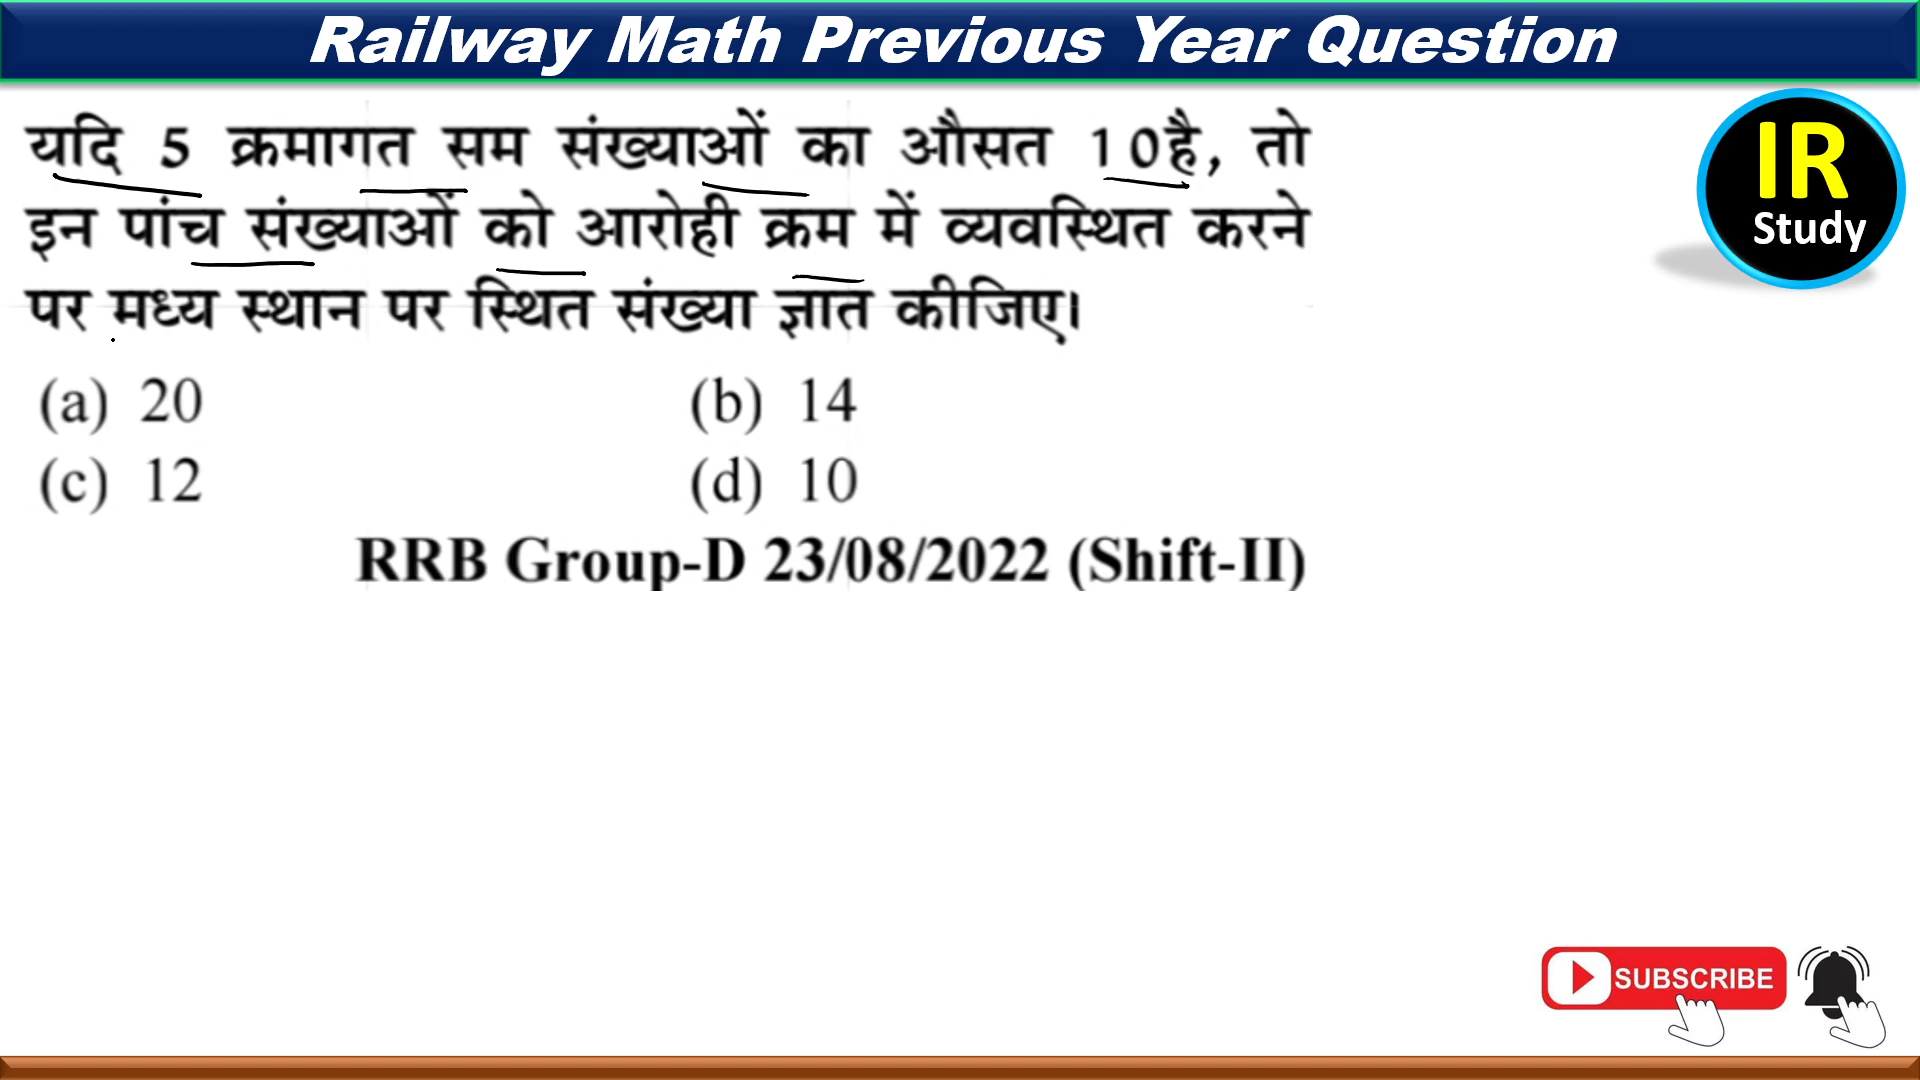 Railway Math Previous Year Question
यदि 5 क्रमागत सम संख्याओं का औसत 10है, तो
इन पांच संख्याओं को आरोही क्रम में व्यवस्थित करने
पर मध्य स्थान पर स्थित संख्या ज्ञात कीजिए।
(a) 20 (b) 14
(c) 12 (d) 10
RRB Group-D 23/08/2022 (Shift-II)
IR
Study
SUBSCRIBE